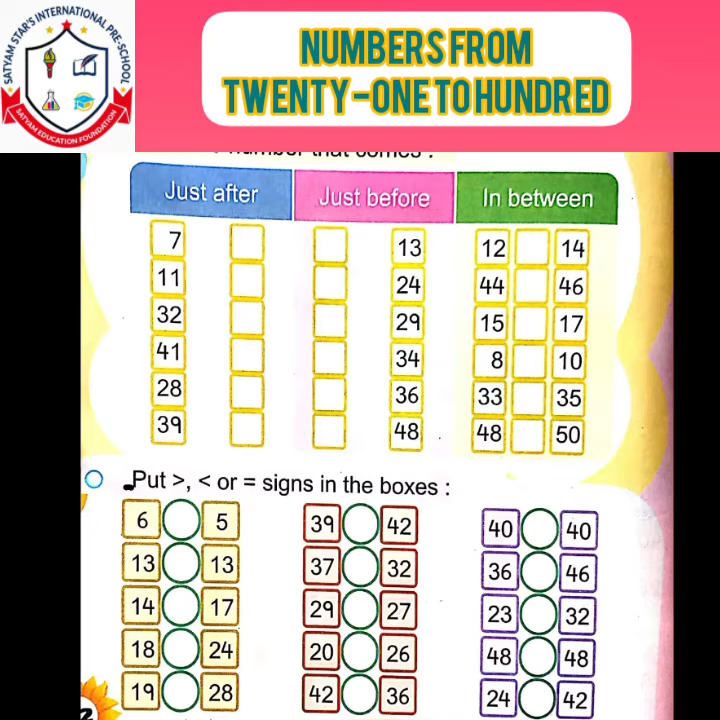 SATYAM STAR'S INTERNATIONAL PRE-SCHOOL
SATYAM EDUCATION FOUNDATION
NUMBERS FROM
TWENTY-ONE TO HUNDRED
number that comes :
Just after Just before In between
7 13 12 14
11 24 44 46
32 29 15 17
41 34 8 10
28 36 33 35
39 48 48 50
Put >, < or = signs in the boxes :
6 5 39 42 40 40
13 13 37 32 36 46
14 17 29 27 23 32
18 24 20 26 48 48
19 28 42 36 24 42